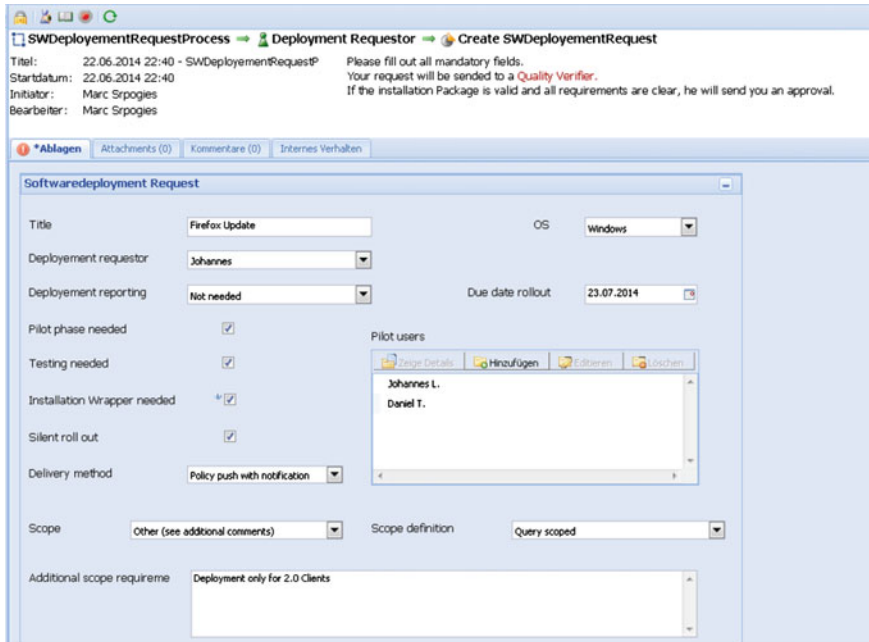 SWDeployementRequestProcess ⇒ Deployment Requestor ⇒ Create SWDeployementRequest
Titel: 22.06.2014 22:40 - SWDeployementRequestP
Startdatum: 22.06.2014 22:40
Initiator: Marc Srpogies
Bearbeiter: Marc Srpogies
Please fill out all mandatory fields.
Your request will be sended to a Quality Verifier.
If the installation Package is valid and all requirements are clear, he will send you an approval.
*Ablagen Attachments (0) Kommentare (0) Internes Verhalten
Softwaredeployment Request
Title Firefox Update OS Windows
Deployement requestor Johannes
Deployement reporting Not needed Due date rollout 23.07.2014
Pilot phase needed
Pilot users
Testing needed
Zeige Details Hinzufügen Editieren Löschen
Johannes L.
Installation Wrapper needed
Daniel T.
Silent roll out
Delivery method Policy push with notification
Scope Other (see additional comments) Scope definition Query scoped
Additional scope requireme Deployment only for 2.0 Clients